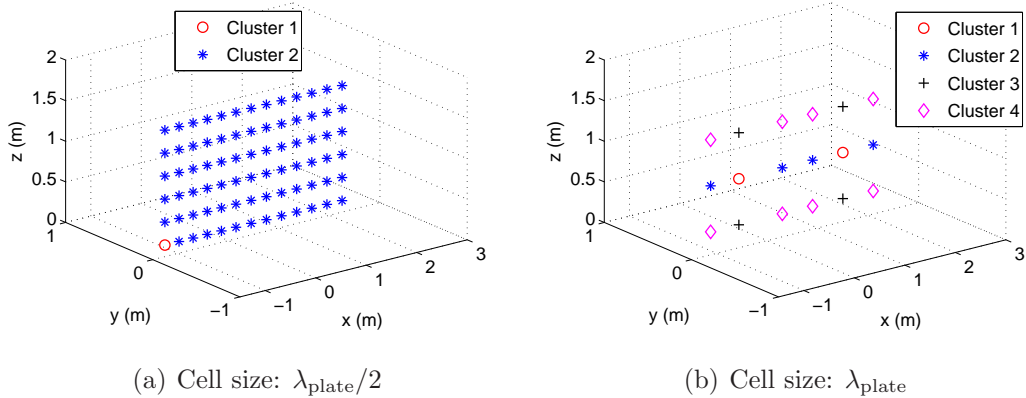 Cluster 1
Cluster 2
2
1.5
1
0.5
0
z (m)
1
0
−1
y (m)
−1
0
1
2
3
x (m)
(a) Cell size: λplate/2
Cluster 1
Cluster 2
Cluster 3
Cluster 4
2
1.5
1
0.5
0
z (m)
1
0
−1
y (m)
−1
0
1
2
3
x (m)
(b) Cell size: λplate